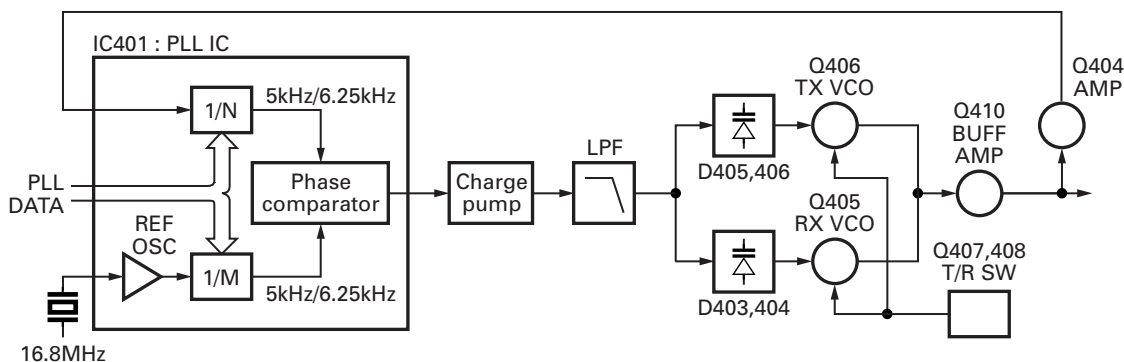 IC401 : PLL IC
1/N
5kHz/6.25kHz
PLL
DATA
REF
OSC
1/M
5kHz/6.25kHz
16.8MHz
Phase
comparator
Charge
pump
LPF
D405,406
Q406
TX VCO
Q405
RX VCO
D403,404
Q410
BUFF
AMP
Q404
AMP
Q407,408
T/R SW